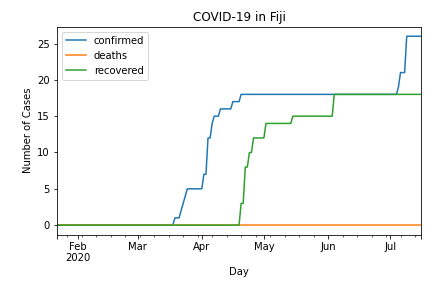 COVID-19 in Fiji
confirmed
deaths
recovered
Number of Cases
25
20
15
10
5
0
Feb Mar Apr May Jun Jul
2020
Day